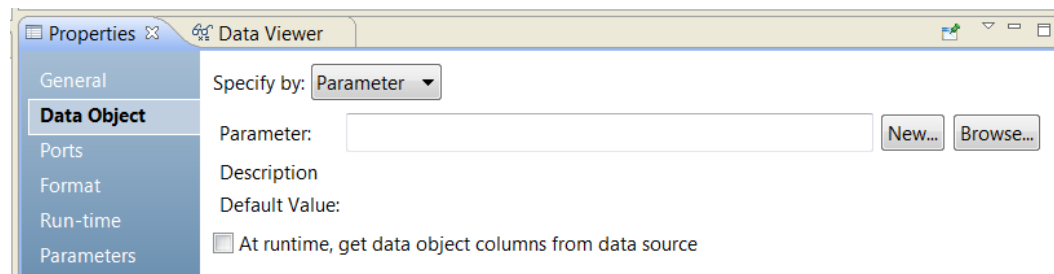 Properties Data Viewer
General
Data Object
Ports
Format
Run-time
Parameters
Specify by: Parameter
Parameter: New... Browse...
Description
Default Value:
At runtime, get data object columns from data source